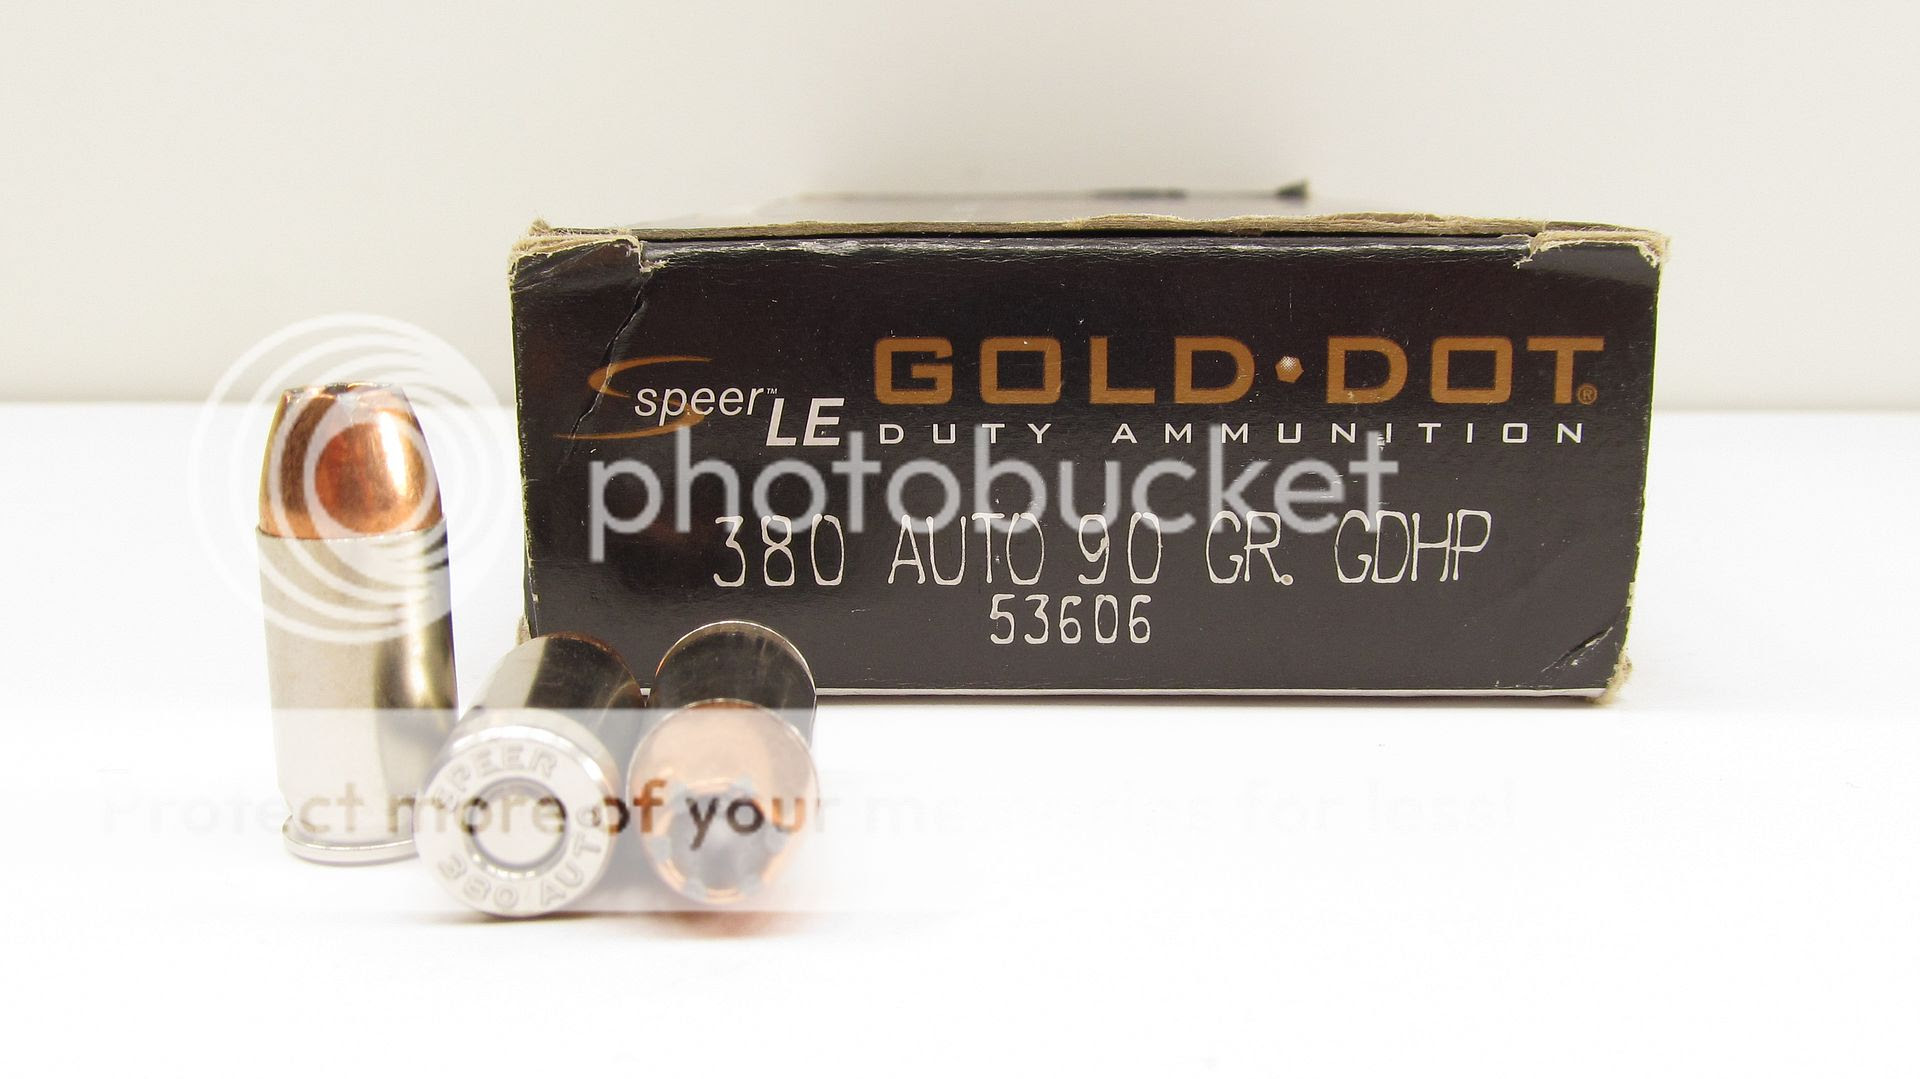 speer™ LE
GOLD·DOT®
DUTY AMMUNITION
photobucket
380 AUTO 90 GR. GDHP
53606
SPEER
380 AUTO
Protect more of your memories for less!